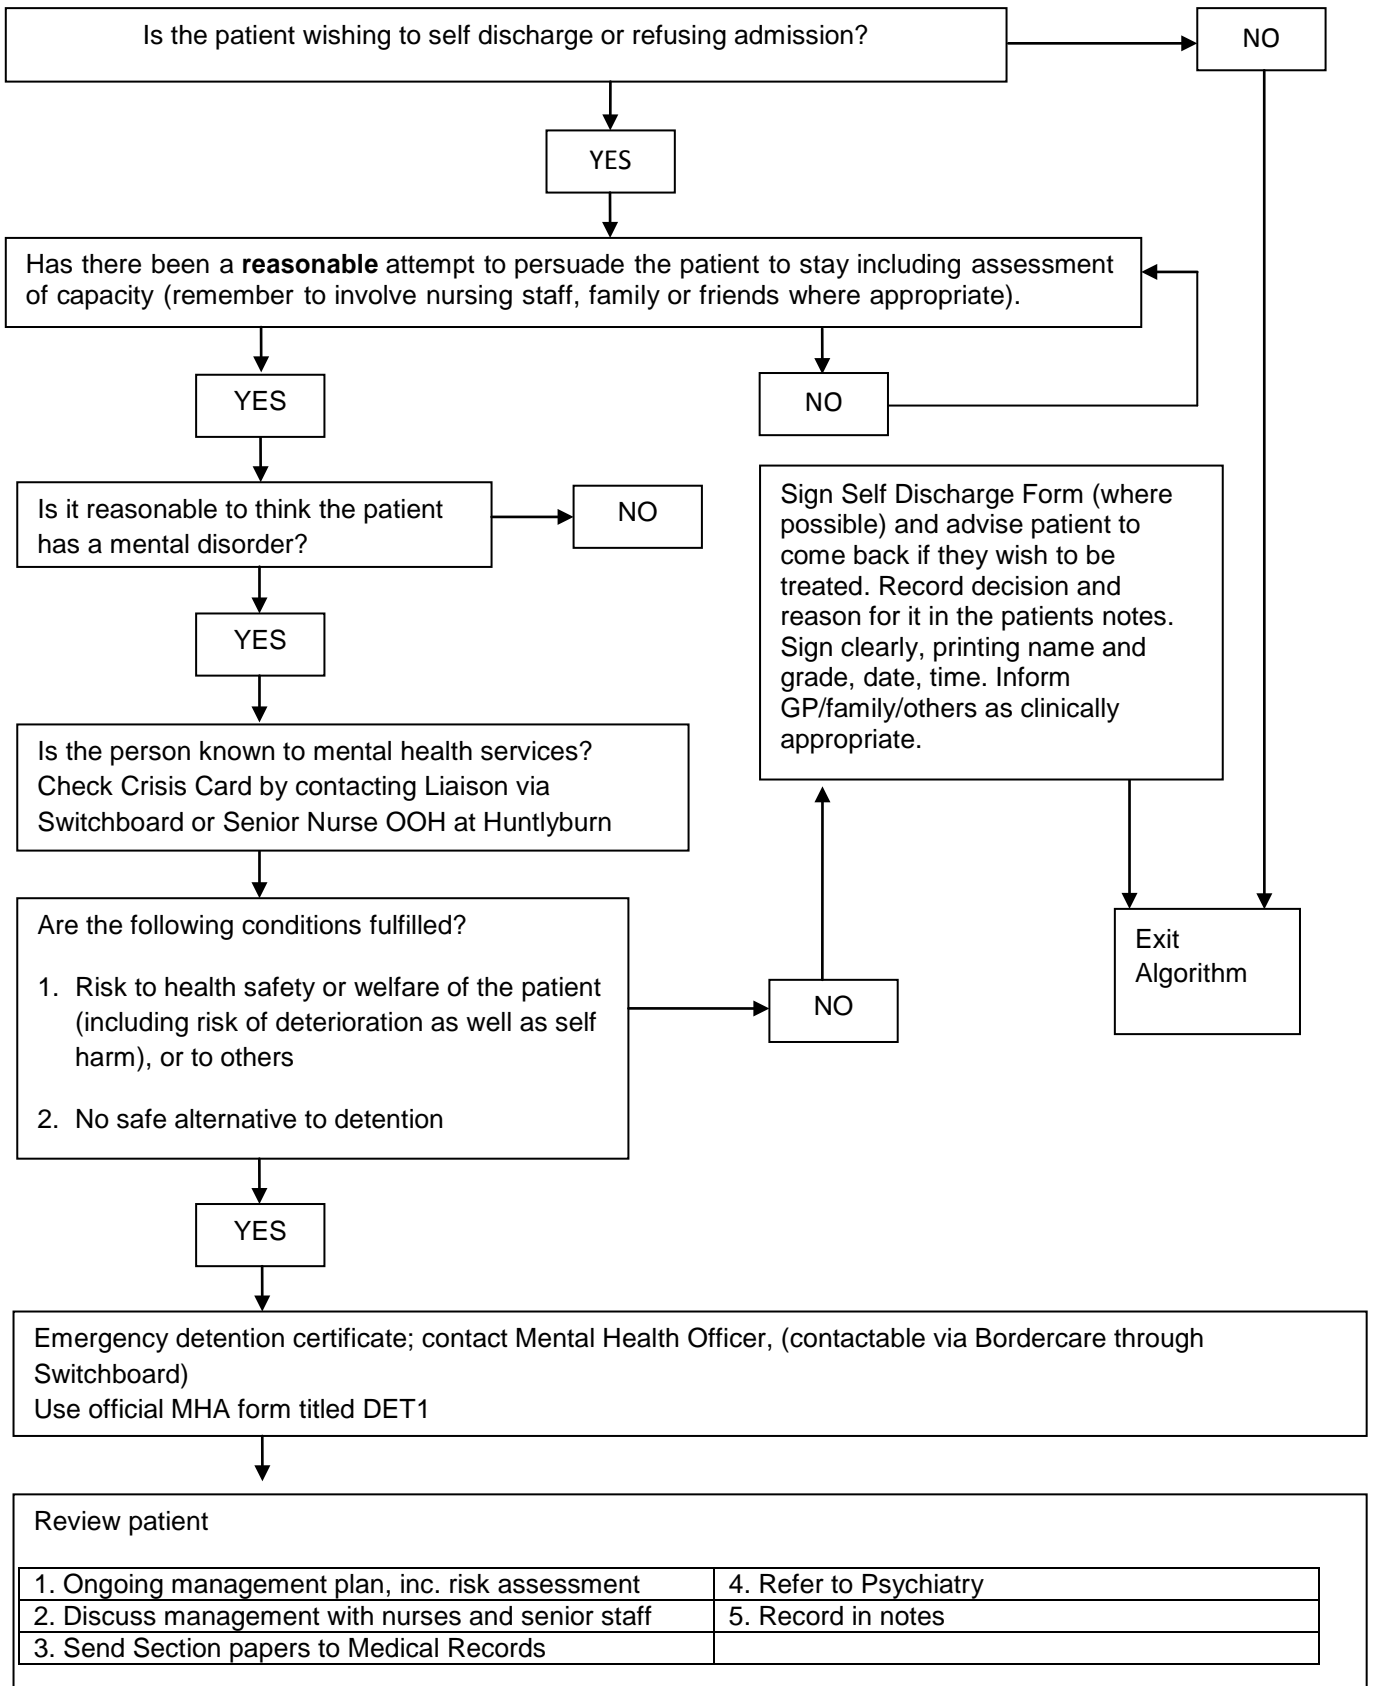 Is the patient wishing to self discharge or refusing admission?
NO
YES
Has there been a reasonable attempt to persuade the patient to stay including assessment
of capacity (remember to involve nursing staff, family or friends where appropriate).
YES
NO
Is it reasonable to think the patient
has a mental disorder?
NO
Sign Self Discharge Form (where
possible) and advise patient to
come back if they wish to be
treated. Record decision and
reason for it in the patients notes.
Sign clearly, printing name and
grade, date, time. Inform
GP/family/others as clinically
appropriate.
YES
Is the person known to mental health services?
Check Crisis Card by contacting Liaison via
Switchboard or Senior Nurse OOH at Huntlyburn
Are the following conditions fulfilled?
1. Risk to health safety or welfare of the patient
(including risk of deterioration as well as self
harm), or to others
2. No safe alternative to detention
NO
Exit
Algorithm
YES
Emergency detention certificate; contact Mental Health Officer, (contactable via Bordercare through
Switchboard)
Use official MHA form titled DET1
Review patient
1. Ongoing management plan, inc. risk assessment
4. Refer to Psychiatry
2. Discuss management with nurses and senior staff
5. Record in notes
3. Send Section papers to Medical Records